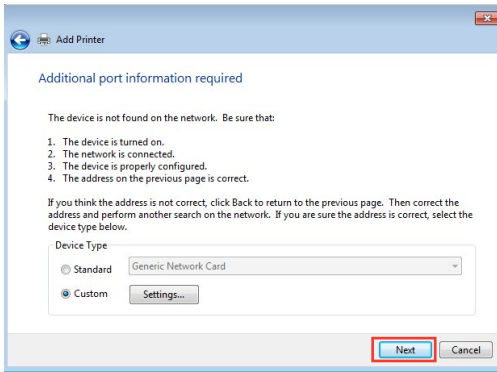 Add Printer
Additional port information required
The device is not found on the network.  Be sure that:
1.  The device is turned on.
2.  The network is connected.
3.  The device is properly configured.
4.  The address on the previous page is correct.
If you think the address is not correct, click Back to return to the previous page.  Then correct the
address and perform another search on the network.  If you are sure the address is correct, select the
device type below.
Device Type
Standard Generic Network Card
Custom Settings...
Next Cancel